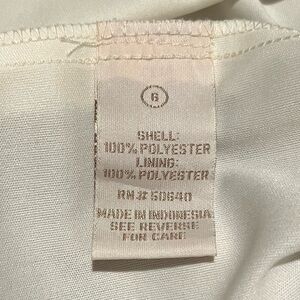 6
SHELL:
100% POLYESTER
LINING:
100% POLYESTER
RN# 50640
MADE IN INDONESIA
SEE REVERSE
FOR CARE